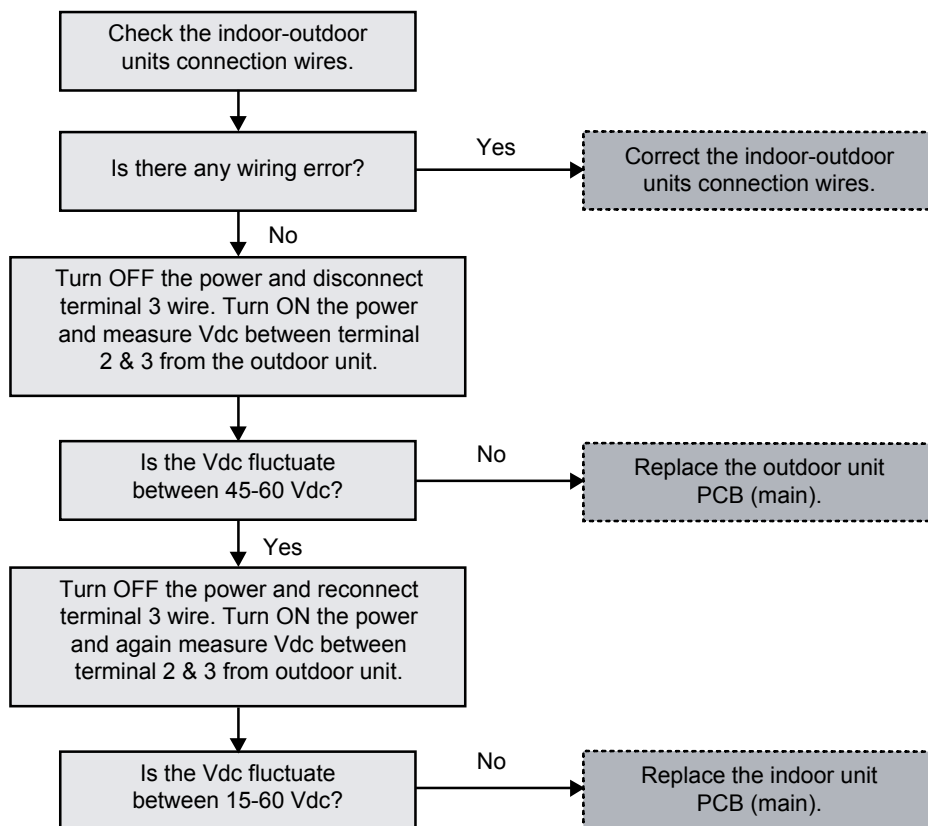 Check the indoor-outdoor
units connection wires.
Is there any wiring error?
Yes
Correct the indoor-outdoor
units connection wires.
No
Turn OFF the power and disconnect
terminal 3 wire. Turn ON the power
and measure Vdc between terminal
2 & 3 from the outdoor unit.
Is the Vdc fluctuate
between 45-60 Vdc?
No
Replace the outdoor unit
PCB (main).
Yes
Turn OFF the power and reconnect
terminal 3 wire. Turn ON the power
and again measure Vdc between
terminal 2 & 3 from outdoor unit.
Is the Vdc fluctuate
between 15-60 Vdc?
No
Replace the indoor unit
PCB (main).